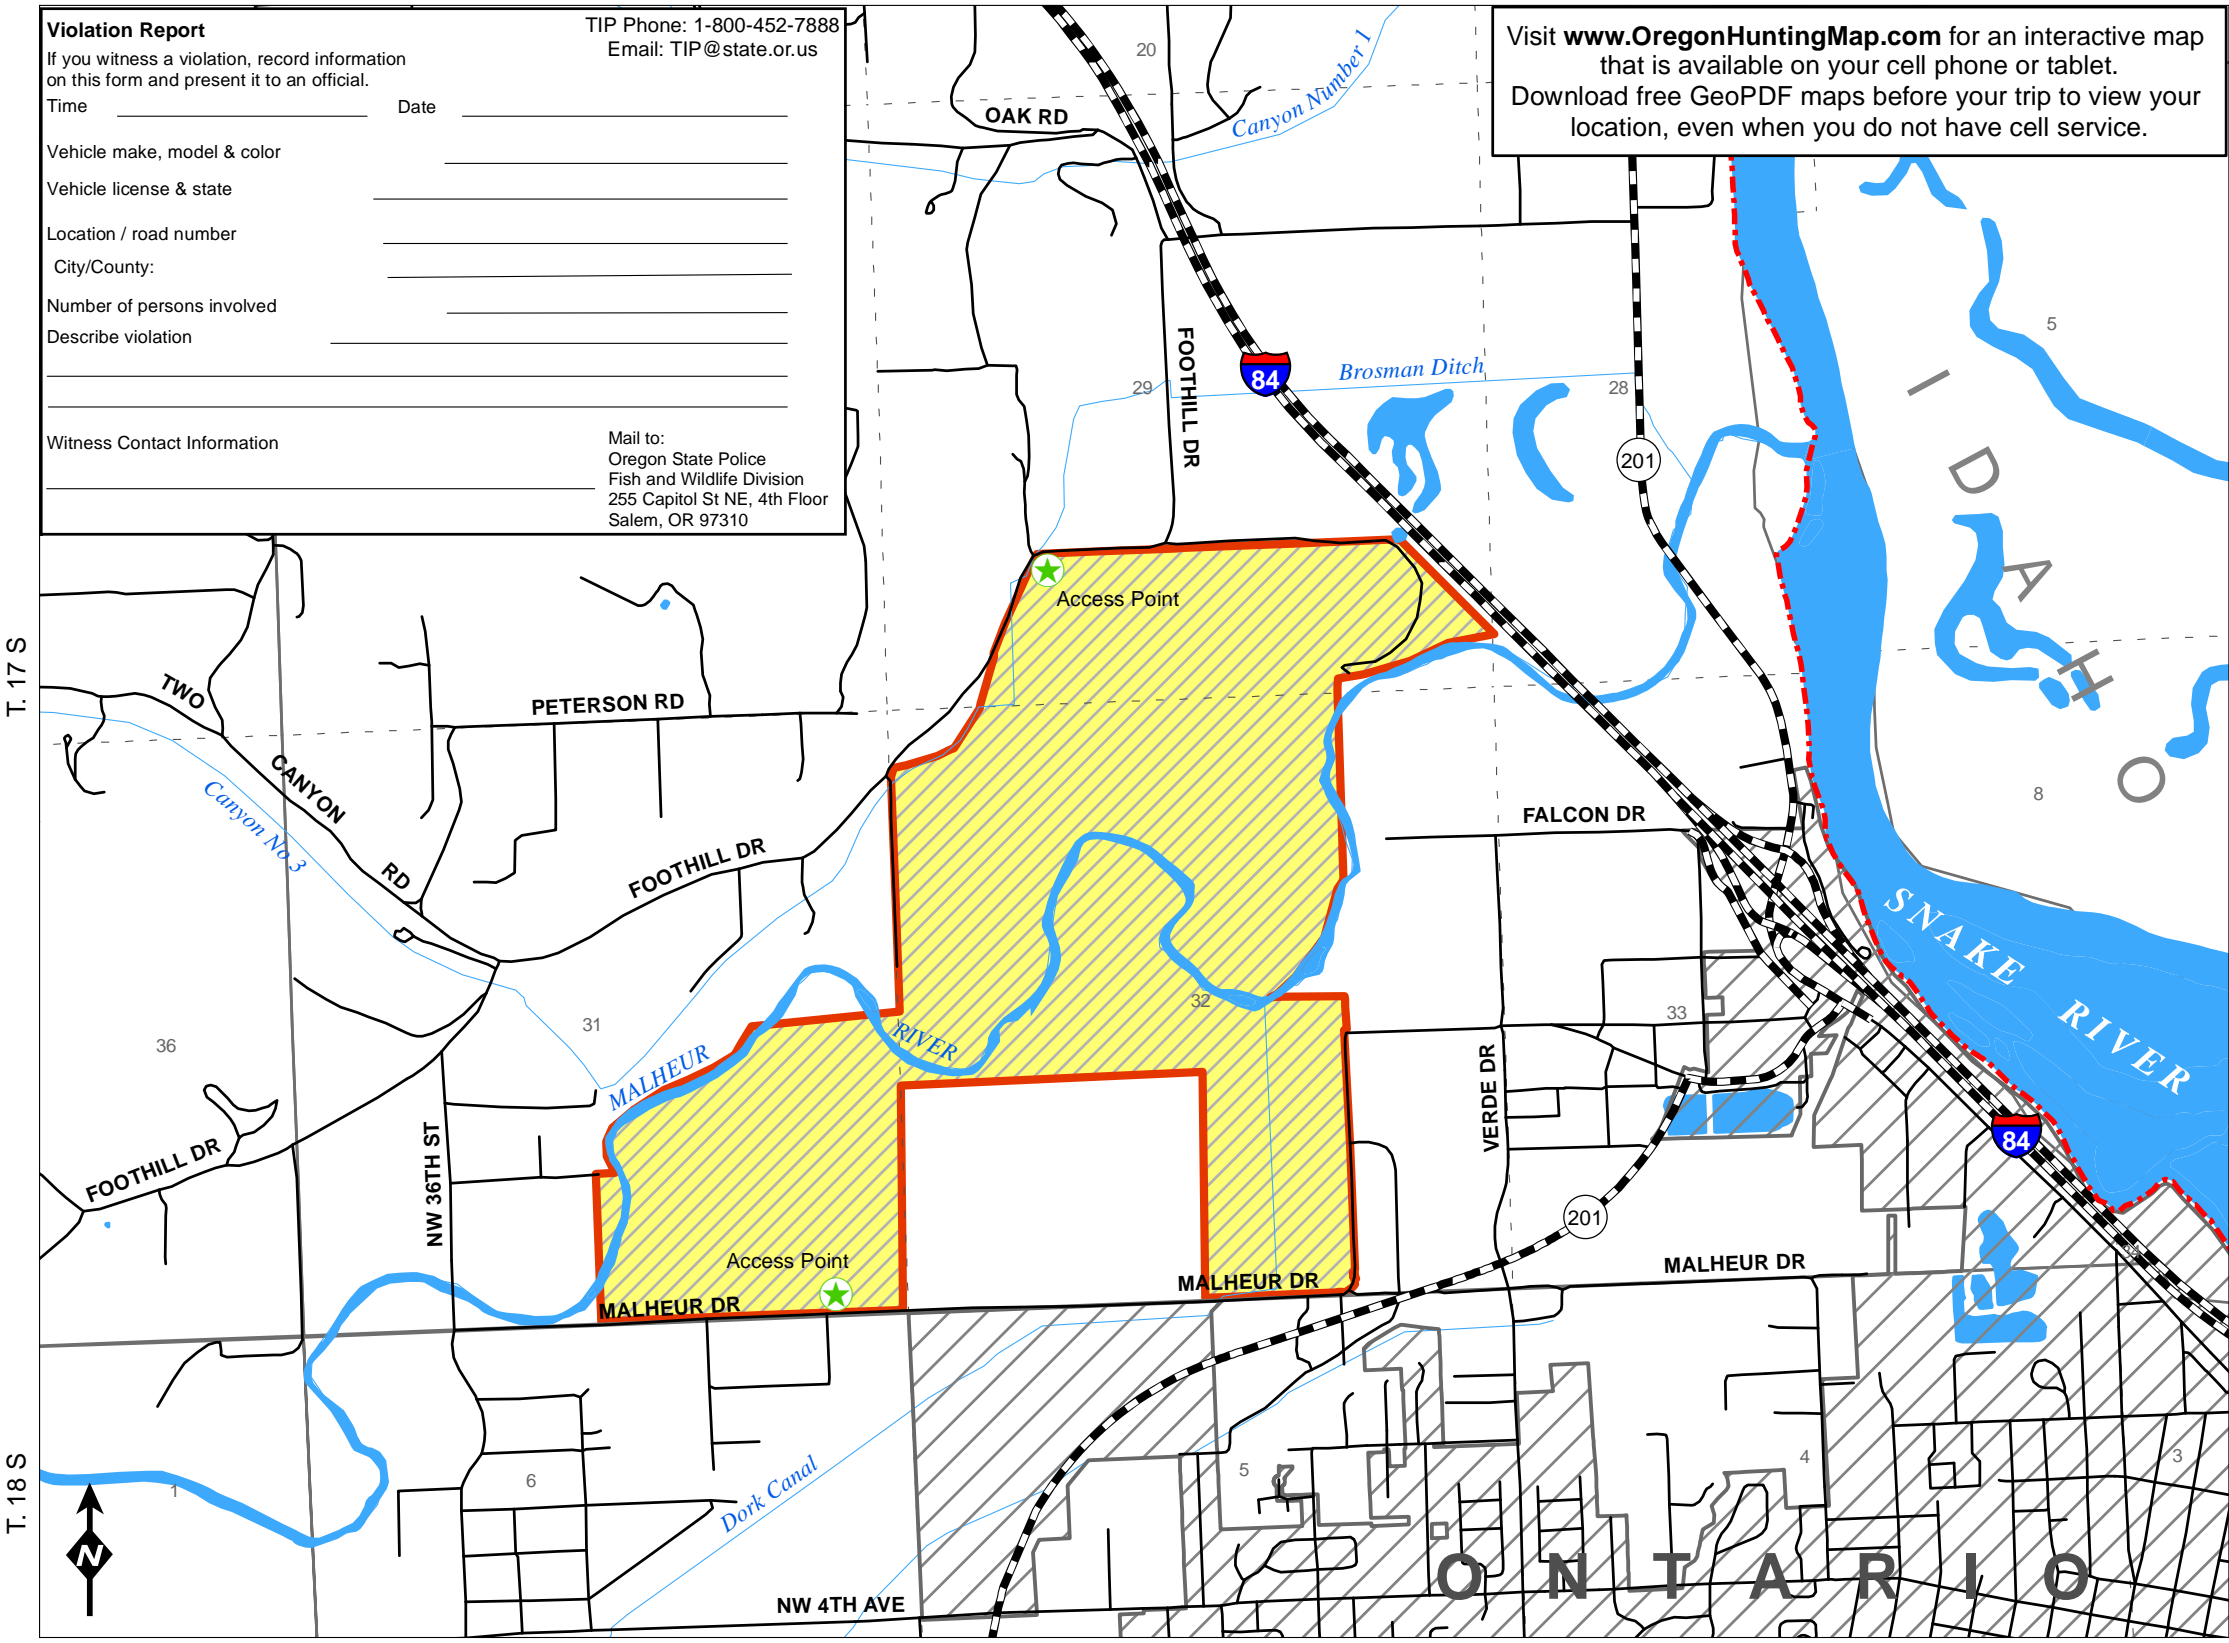 Violation Report
TIP Phone: 1-800-452-7888
Email: TIP@state.or.us
If you witness a violation, record information
on this form and present it to an official.
Time
Date
Vehicle make, model & color
Vehicle license & state
Location / road number
City/County:
Number of persons involved
Describe violation
Witness Contact Information
Mail to:
Oregon State Police
Fish and Wildlife Division
255 Capitol St NE, 4th Floor
Salem, OR 97310
Visit www.OregonHuntingMap.com for an interactive map
that is available on your cell phone or tablet.
Download free GeoPDF maps before your trip to view your
location, even when you do not have cell service.
20
OAK RD
Canyon Number 1
5
FOOTHILL DR
84
Brosman Ditch
29
28
201
IDAHO
Access Point
T. 17 S
TWO CANYON RD
PETERSON RD
Canyon No 3
FOOTHILL DR
FALCON DR
8
SNAKE RIVER
32
33
31
36
MALHEUR RIVER
VERDE DR
84
FOOTHILL DR
NW 36TH ST
201
Access Point
MALHEUR DR
MALHEUR DR
MALHEUR DR
T. 18 S
1
6
5
4
3
Dork Canal
N
ONTARIO
NW 4TH AVE